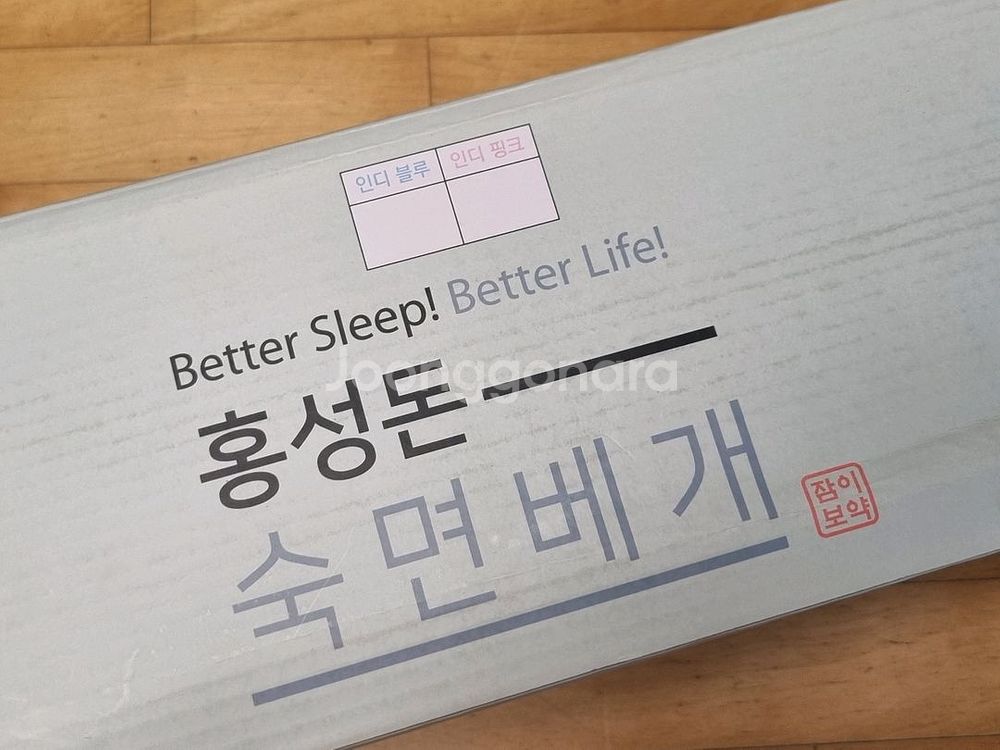 인디 블루 인디 핑크
Better Sleep! Better Life!
Joonggonara
홍성돈
숙면베개
잠이
보약